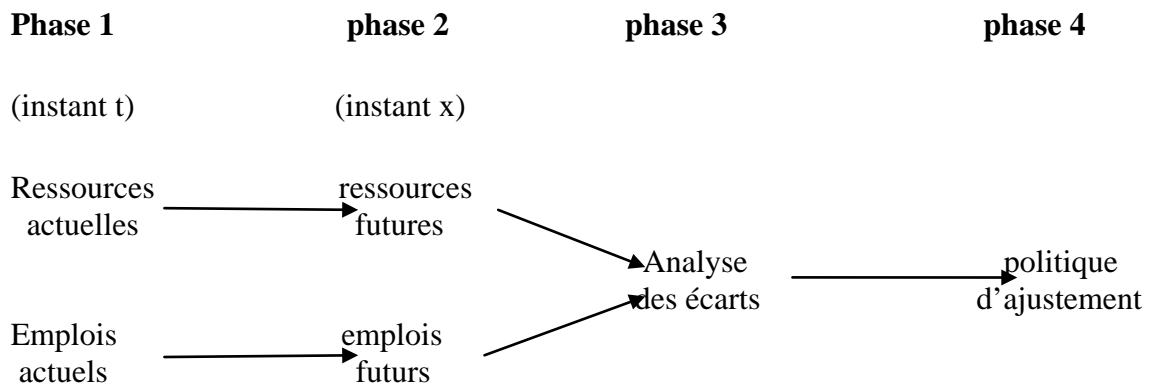 Phase 1 phase 2 phase 3 phase 4
(instant t) (instant x)
Ressources ressources
actuelles futures
Analyse politique
des écarts d’ajustement
Emplois emplois
actuels futurs